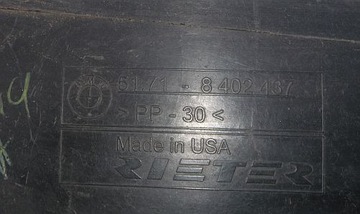 51.71 - 8 402 437
PP - 30 <
Made in USA
RIETER